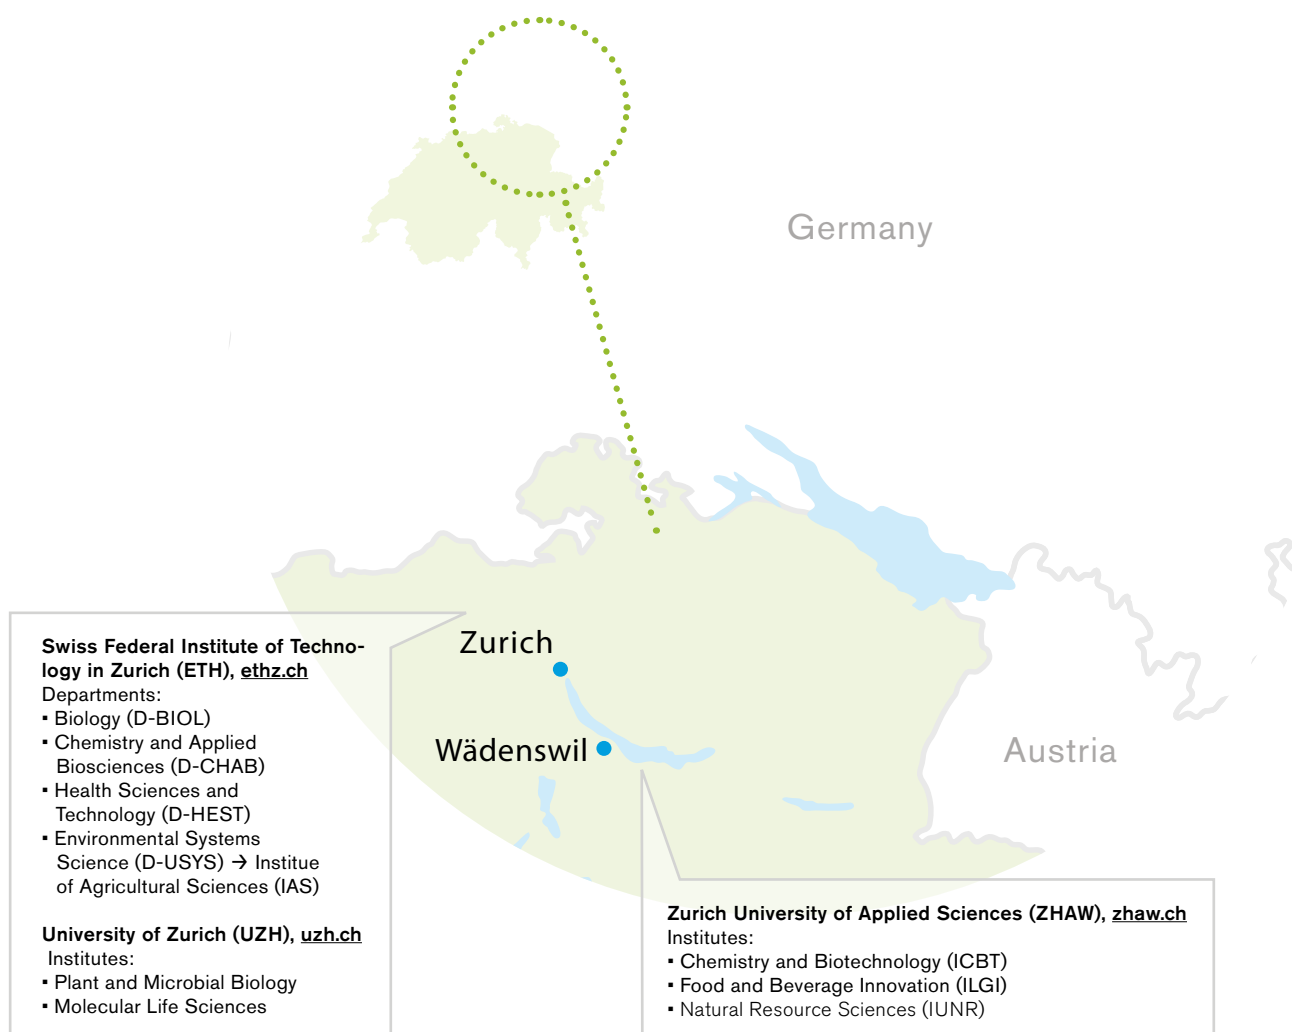 Germany
Zurich
Wädenswil
Austria
Swiss Federal Institute of Techno-
logy in Zurich (ETH), ethz.ch
Departments:
▪ Biology (D-BIOL)
▪ Chemistry and Applied
Biosciences (D-CHAB)
▪ Health Sciences and
Technology (D-HEST)
▪ Environmental Systems
Science (D-USYS) → Institue
of Agricultural Sciences (IAS)
University of Zurich (UZH), uzh.ch
Institutes:
▪ Plant and Microbial Biology
▪ Molecular Life Sciences
Zurich University of Applied Sciences (ZHAW), zhaw.ch
Institutes:
▪ Chemistry and Biotechnology (ICBT)
▪ Food and Beverage Innovation (ILGI)
▪ Natural Resource Sciences (IUNR)